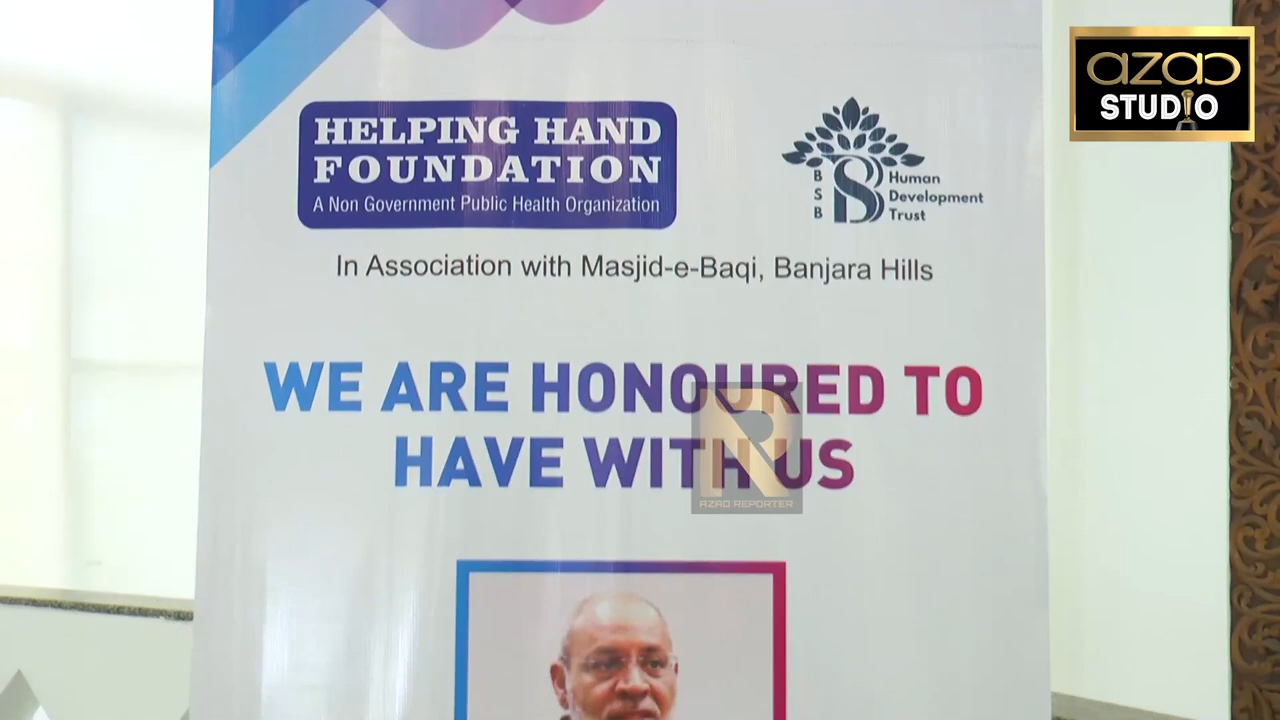 HELPING HAND
FOUNDATION
A Non Government Public Health Organization
BSB
Human
Development
Trust
In Association with Masjid-e-Baqi, Banjara Hills
WE ARE HONOURED TO
HAVE WITH US
R
AZAD REPORTER
azad
STUDIO